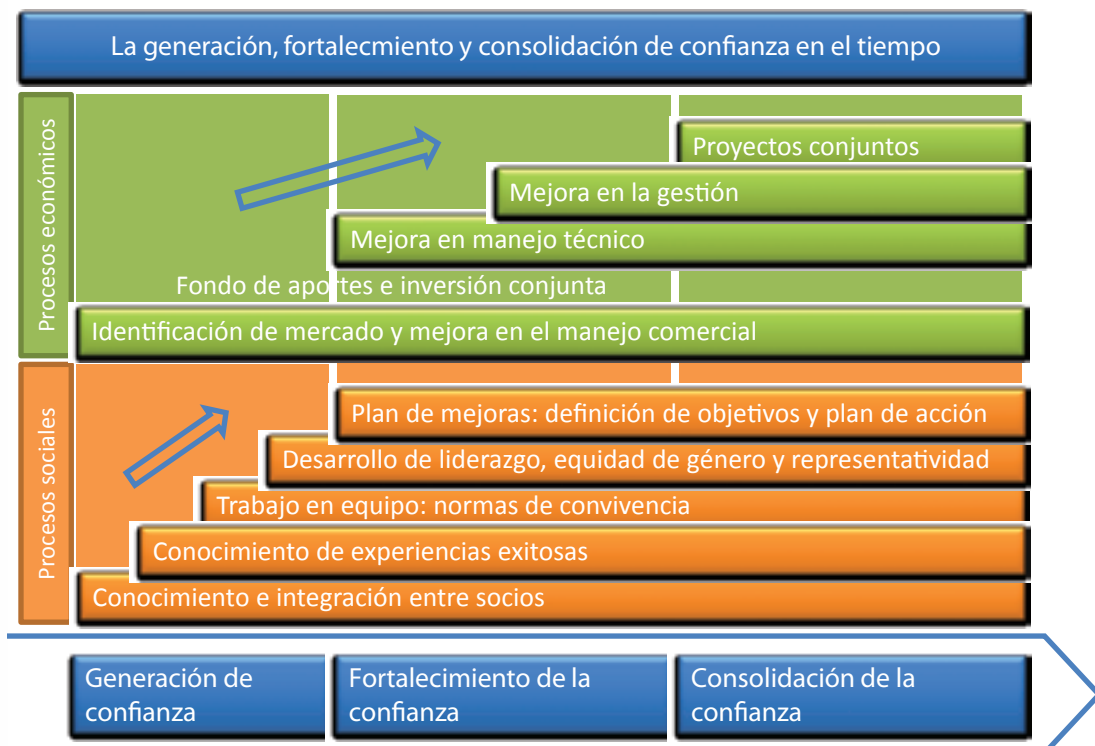 La generación, fortalecmiento y consolidación de confianza en el tiempo
Procesos económicos
Proyectos conjuntos
Mejora en la gestión
Mejora en manejo técnico
Fondo de aportes e inversión conjunta
Identificación de mercado y mejora en el manejo comercial
Procesos sociales
Plan de mejoras: definición de objetivos y plan de acción
Desarrollo de liderazgo, equidad de género y representatividad
Trabajo en equipo: normas de convivencia
Conocimiento de experiencias exitosas
Conocimiento e integración entre socios
Generación de
confianza
Fortalecimiento de la
confianza
Consolidación de la
confianza